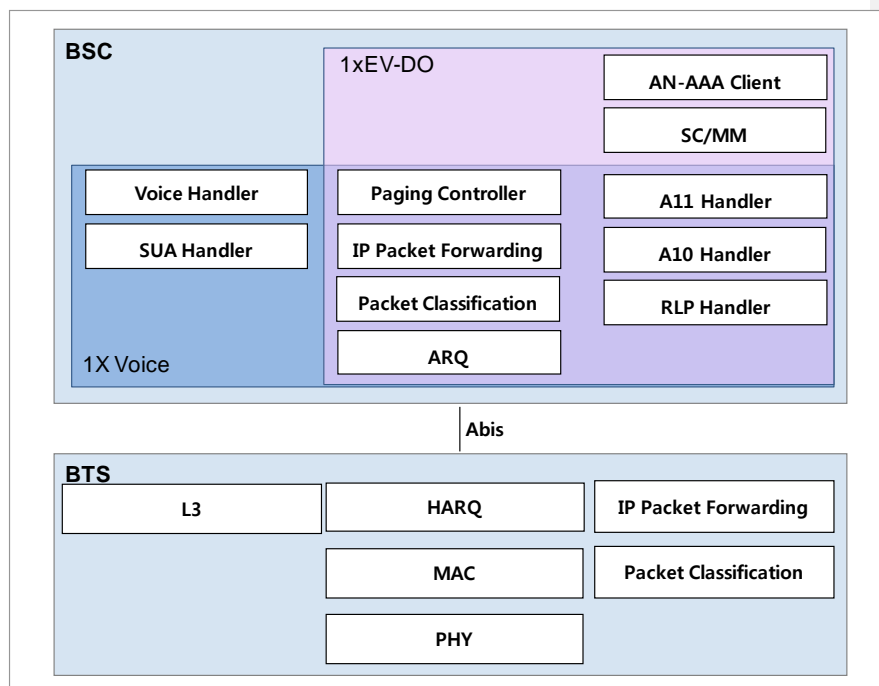 BSC
1xEV-DO
AN-AAA Client
SC/MM
Voice Handler
Paging Controller
A11 Handler
SUA Handler
IP Packet Forwarding
A10 Handler
Packet Classification
RLP Handler
1X Voice
ARQ
Abis
BTS
L3
HARQ
IP Packet Forwarding
MAC
Packet Classification
PHY